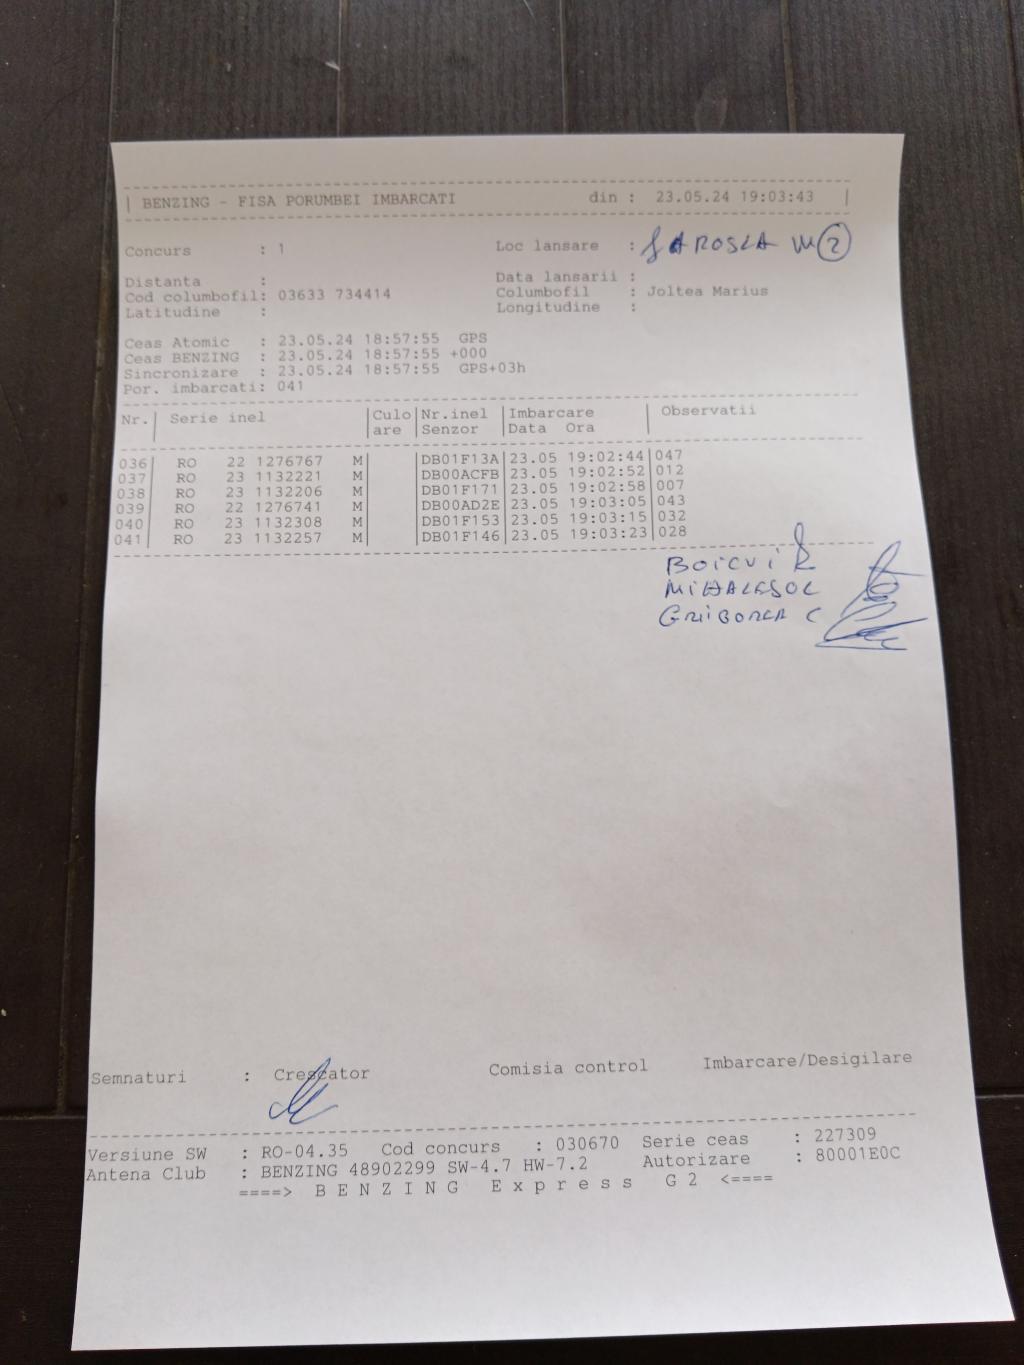 BENZING - FISA PORUMBEI IMBARCATI din : 23.05.24 19:03:43
Concurs : 1 Loc lansare : JAROSLAW (2)
Distanta : Data lansarii :
Cod columbofil: 03633 734414 Columbofil : Joltea Marius
Latitudine : Longitudine :
Ceas Atomic : 23.05.24 18:57:55 GPS
Ceas BENZING : 23.05.24 18:57:55 +000
Sincronizare : 23.05.24 18:57:55 GPS+03h
Por. imbarcati: 041
Nr. | Serie inel | Culo | Nr.inel | Imbarcare | Observatii
are | Senzor | Data Ora
036 | RO 22 1276767 M | | DB01F13A | 23.05 19:02:44 | 047
037 | RO 23 1132221 M | | DB00ACFB | 23.05 19:02:52 | 012
038 | RO 23 1132206 M | | DB01F171 | 23.05 19:02:58 | 007
039 | RO 22 1276741 M | | DB00AD2E | 23.05 19:03:05 | 043
040 | RO 23 1132308 M | | DB01F153 | 23.05 19:03:15 | 032
041 | RO 23 1132257 M | | DB01F146 | 23.05 19:03:23 | 028
Semnaturi : Crescator Comisia control Imbarcare/Desigilare
Versiune SW : RO-04.35 Cod concurs : 030670 Serie ceas : 227309
Antena Club : BENZING 48902299 SW-4.7 HW-7.2 Autorizare : 80001E0C
====> B E N Z I N G E x p r e s s G 2 <====